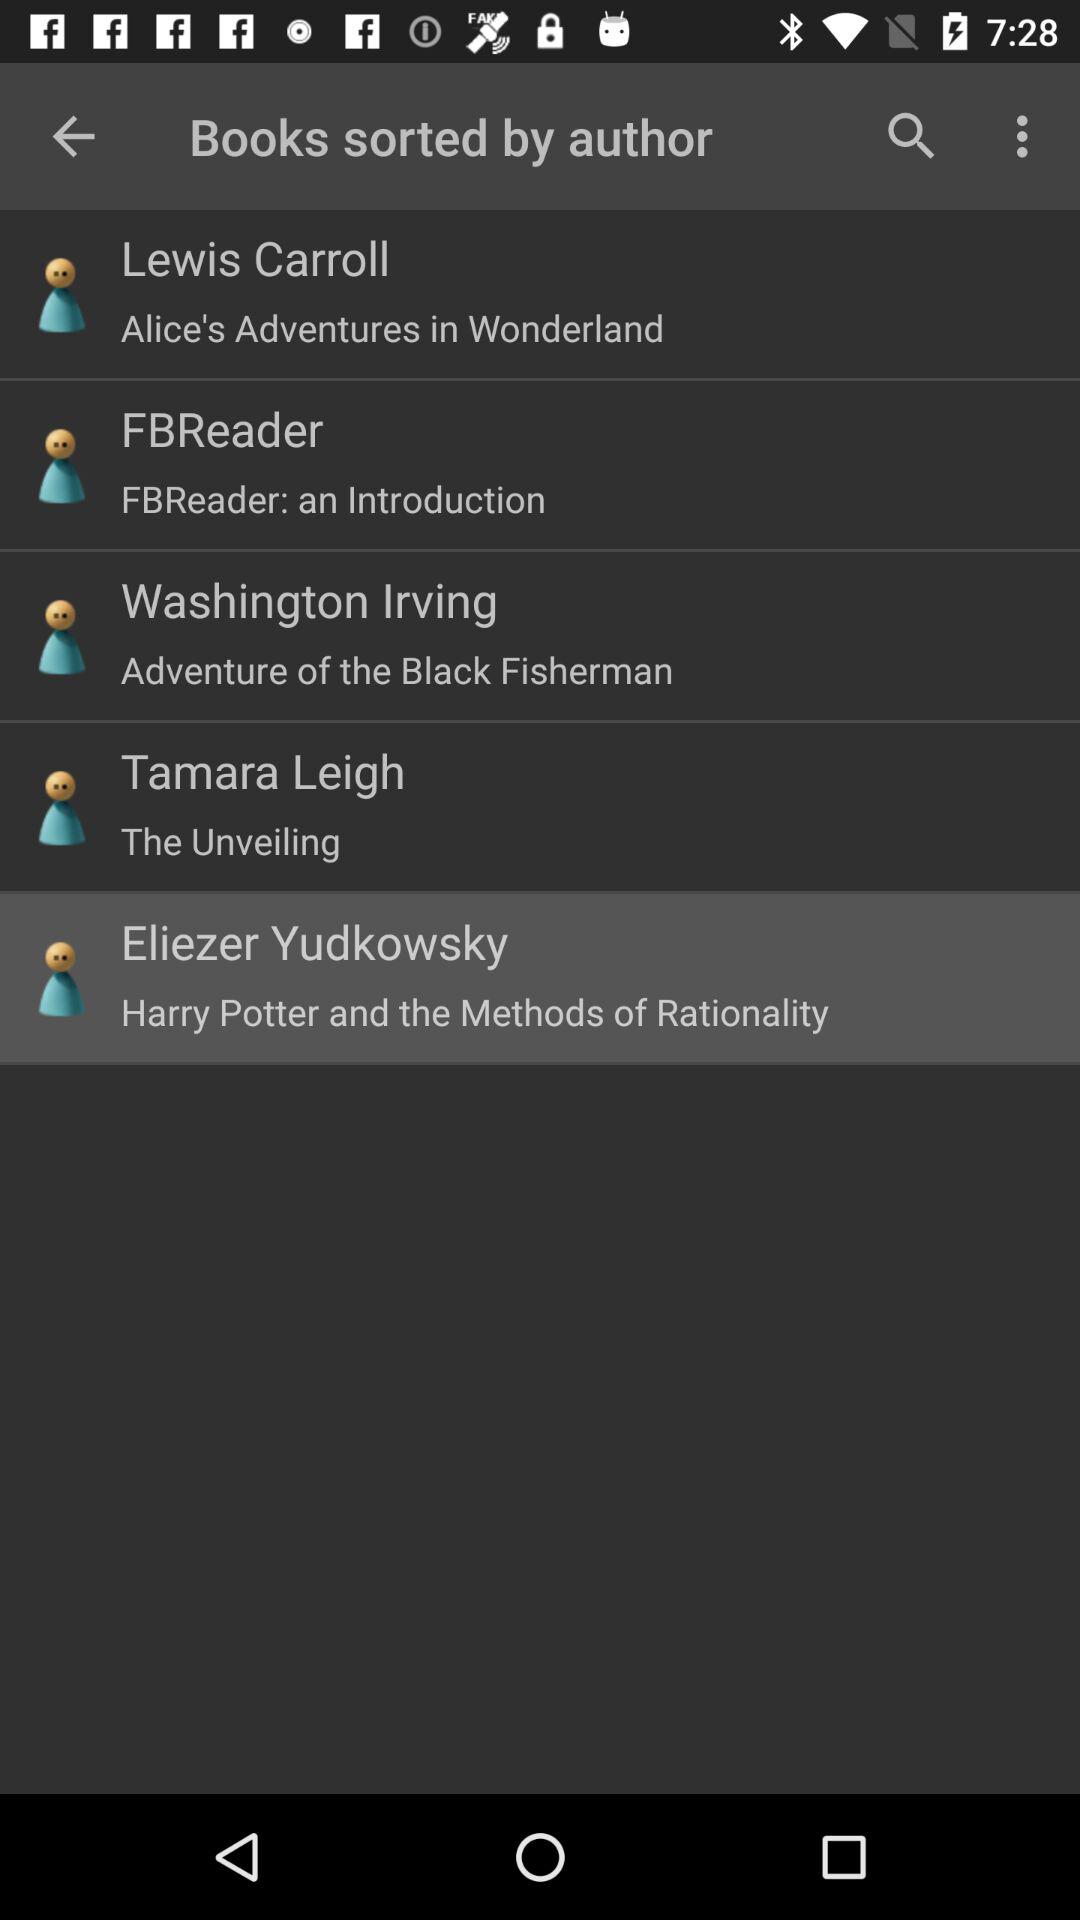 FAKE
7:28
Books sorted by author
Lewis Carroll
Alice's Adventures in Wonderland
FBReader
FBReader: an Introduction
Washington Irving
Adventure of the Black Fisherman
Tamara Leigh
The Unveiling
Eliezer Yudkowsky
Harry Potter and the Methods of Rationality